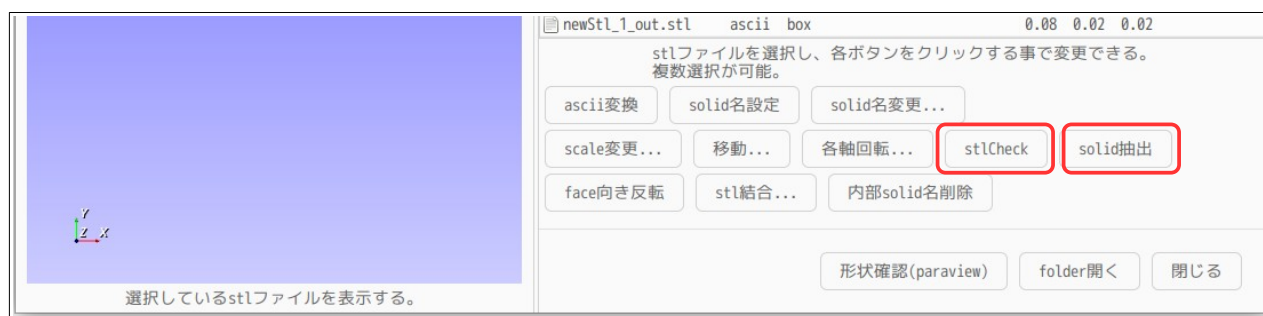 newStl_1_out.stl ascii box 0.08 0.02 0.02
stlファイルを選択し、各ボタンをクリックする事で変更できる。
複数選択が可能。
ascii変換 solid名設定 solid名変更...
scale変更... 移動... 各軸回転... stlCheck solid抽出
face向き反転 stl結合... 内部solid名削除
Y
Z X
形状確認(paraview) folder開く 閉じる
選択しているstlファイルを表示する。